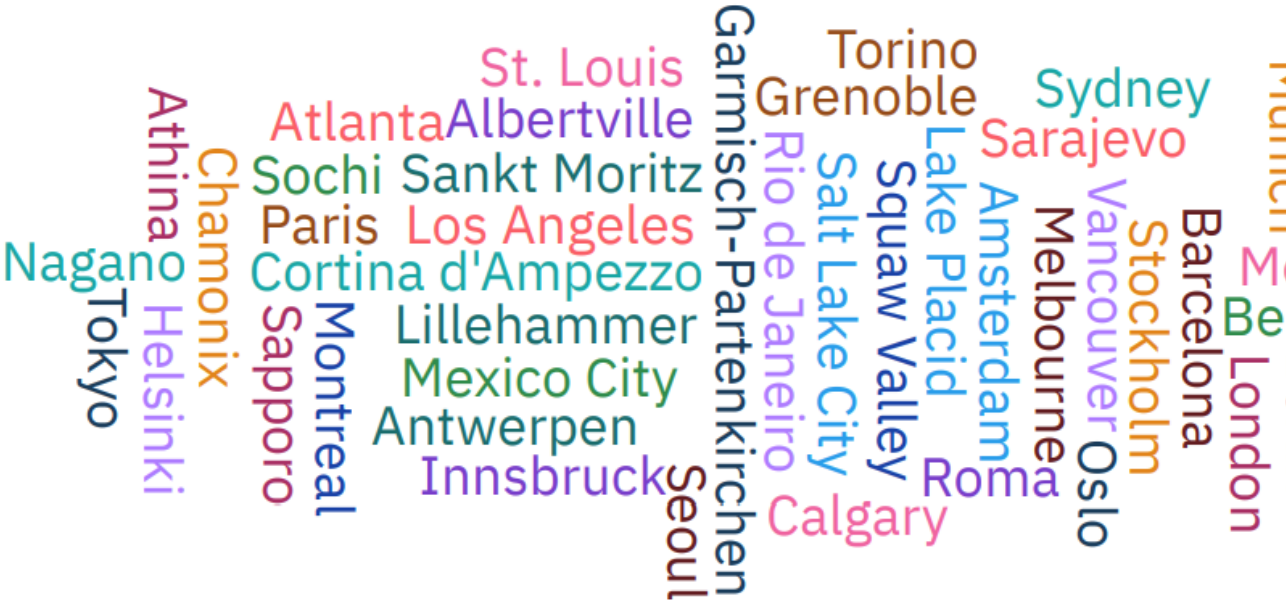 Garmisch-Partenkirchen
Torino
St. Louis
Grenoble
Sydney
Athina
Atlanta
Albertville
Sarajevo
Chamonix
Sochi
Sankt Moritz
Rio de Janeiro
Salt Lake City
Squaw Valley
Lake Placid
Paris
Los Angeles
Amsterdam
Melbourne
Vancouver
Stockholm
Barcelona
Nagano
Cortina d'Ampezzo
Tokyo
Helsinki
Sapporo
Montreal
Lillehammer
Mexico City
London
Antwerpen
Innsbruck
Seoul
Roma
Oslo
Calgary